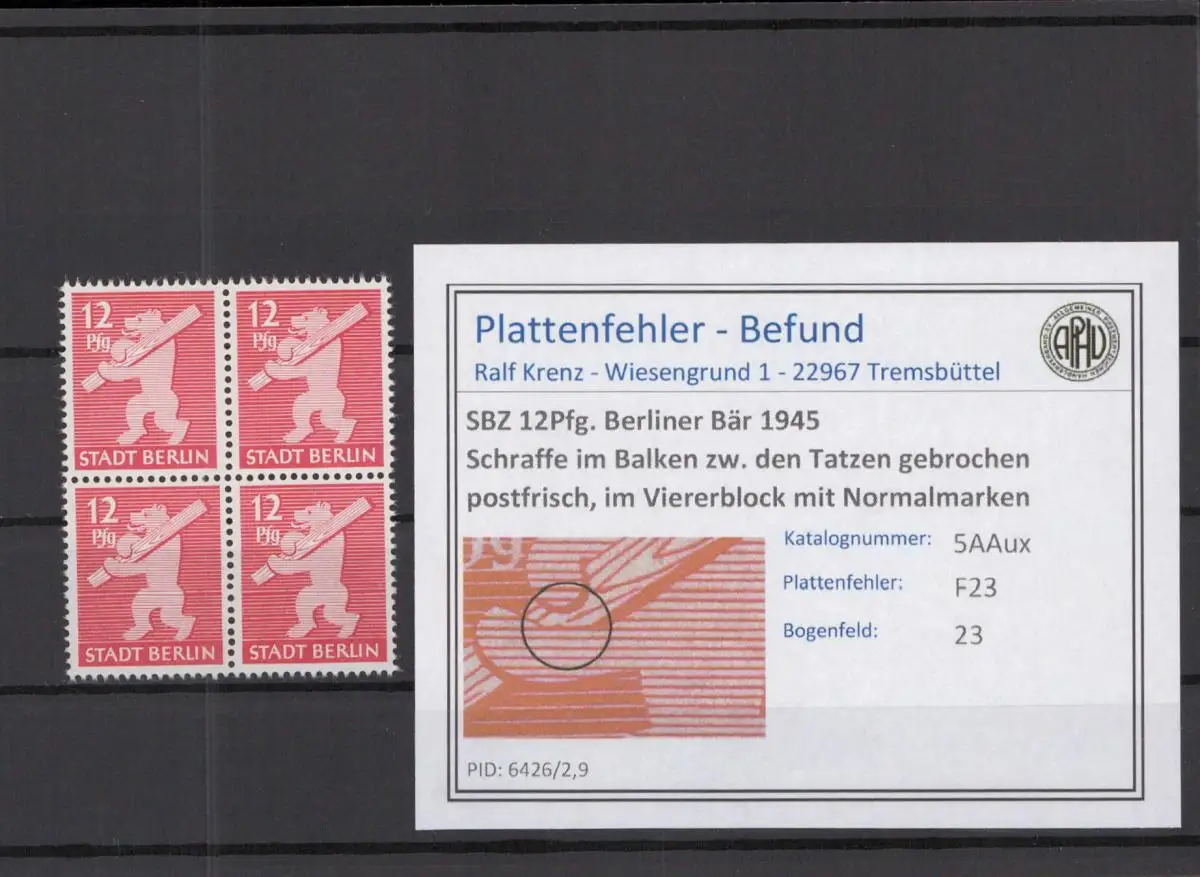 12
Pfg
STADT BERLIN
12
Pfg
STADT BERLIN
12
Pfg
STADT BERLIN
12
Pfg
STADT BERLIN
Plattenfehler - Befund
Ralf Krenz - Wiesengrund 1 - 22967 Tremsbüttel
APHV
SBZ 12Pfg. Berliner Bär 1945
Schraffe im Balken zw. den Tatzen gebrochen
postfrisch, im Viererblock mit Normalmarken
Katalognummer: 5AAux
Plattenfehler: F23
Bogenfeld: 23
PID: 6426/2,9